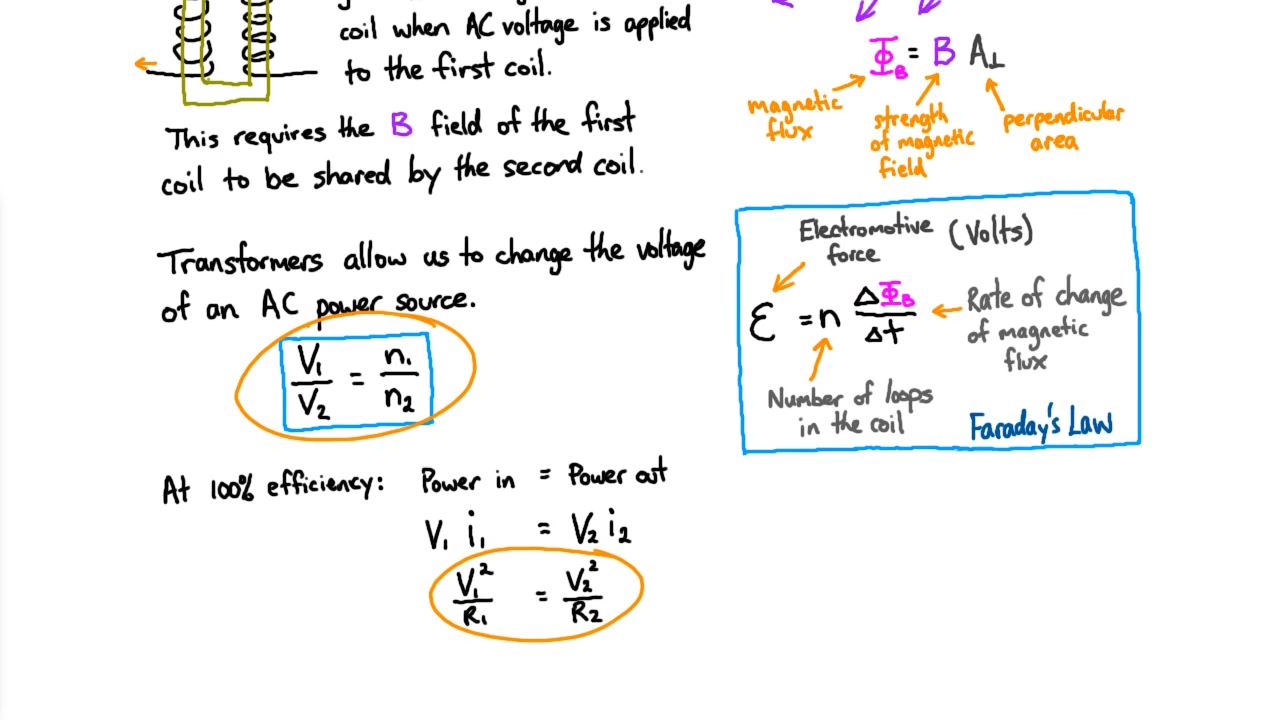 coil when AC voltage is applied
to the first coil.
This requires the B field of the first
coil to be shared by the second coil.
Transformers allow us to change the voltage
of an AC power source.
V₁/V₂ = n₁/n₂
At 100% efficiency: Power in = Power out
V₁ i₁ = V₂ i₂
V₁²/R₁ = V₂²/R₂
Φ_B = B A⊥
magnetic
flux
strength
of magnetic
field
perpendicular
area
Electromotive (Volts)
force
ℰ = n ΔΦ_B/Δt
Rate of change
of magnetic
flux
Number of loops
in the coil
Faraday's Law